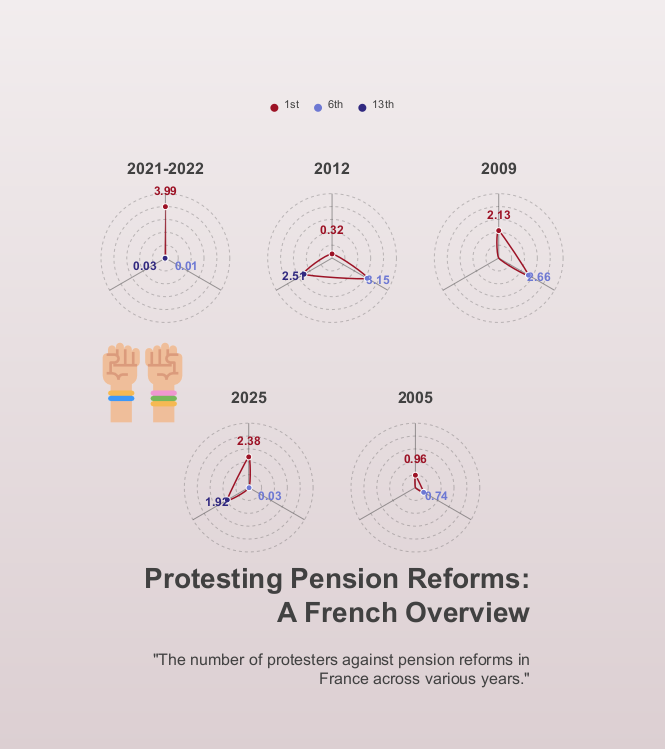 1st 6th 13th
2021-2022 2012 2009
3.99
0.03 0.01
0.32
2.51 3.15
2.13
2.66
2025 2005
2.38
1.92 0.03
0.96
0.74
Protesting Pension Reforms:
A French Overview
"The number of protesters against pension reforms in
France across various years."